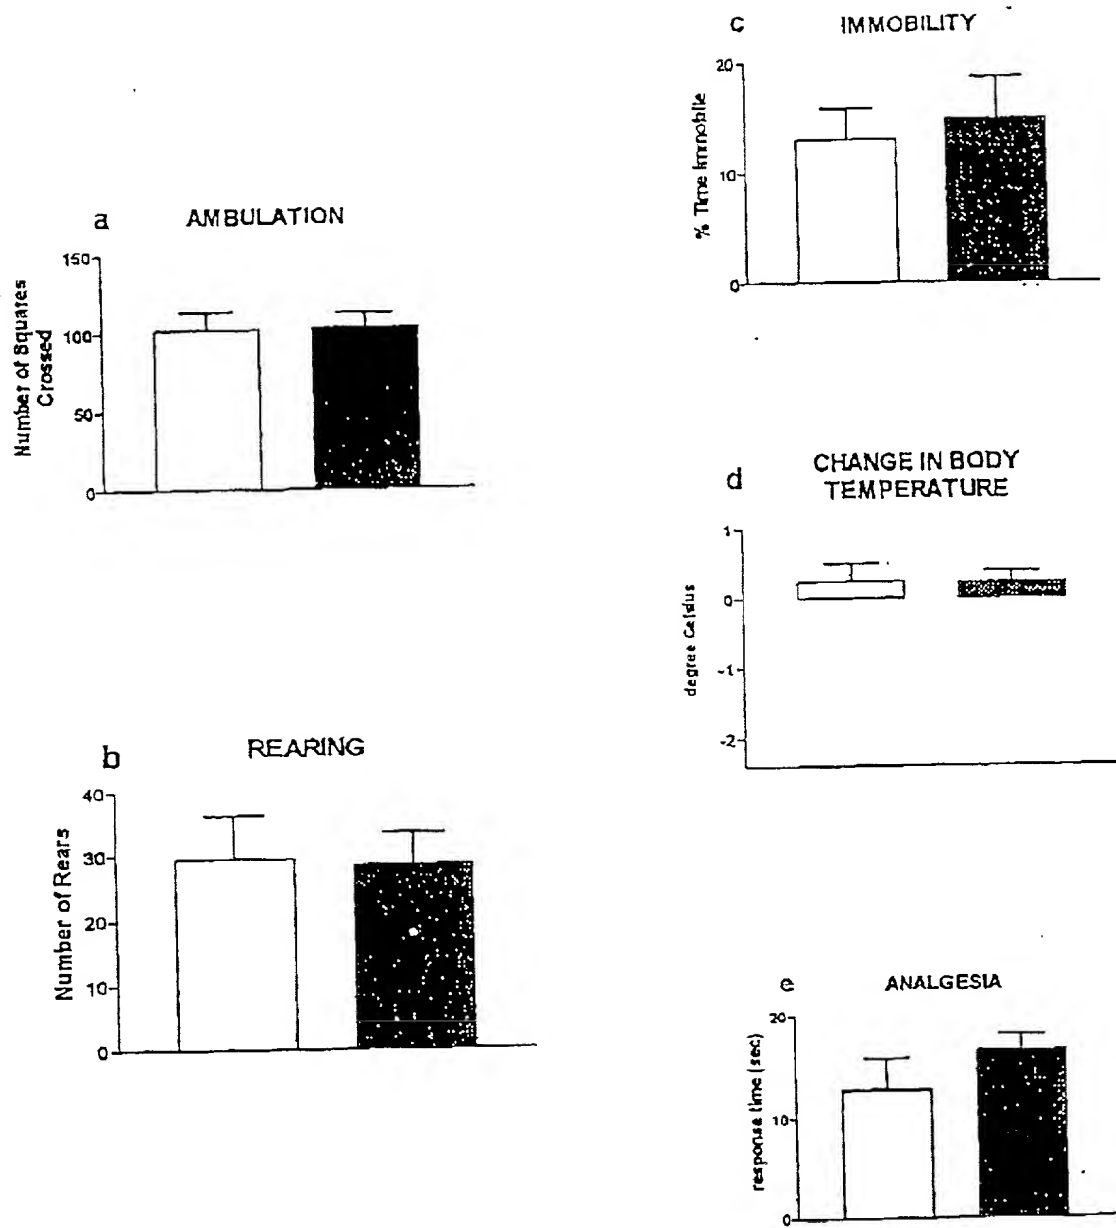 a AMBULATION
Number of Squares
Crossed
150
100
50
0
b REARING
Number of Rears
40
30
20
10
0
c IMMOBILITY
% Time Immobile
20
10
0
d CHANGE IN BODY
TEMPERATURE
degree Celsius
1
0
-1
-2
e ANALGESIA
response time (sec)
20
10
0